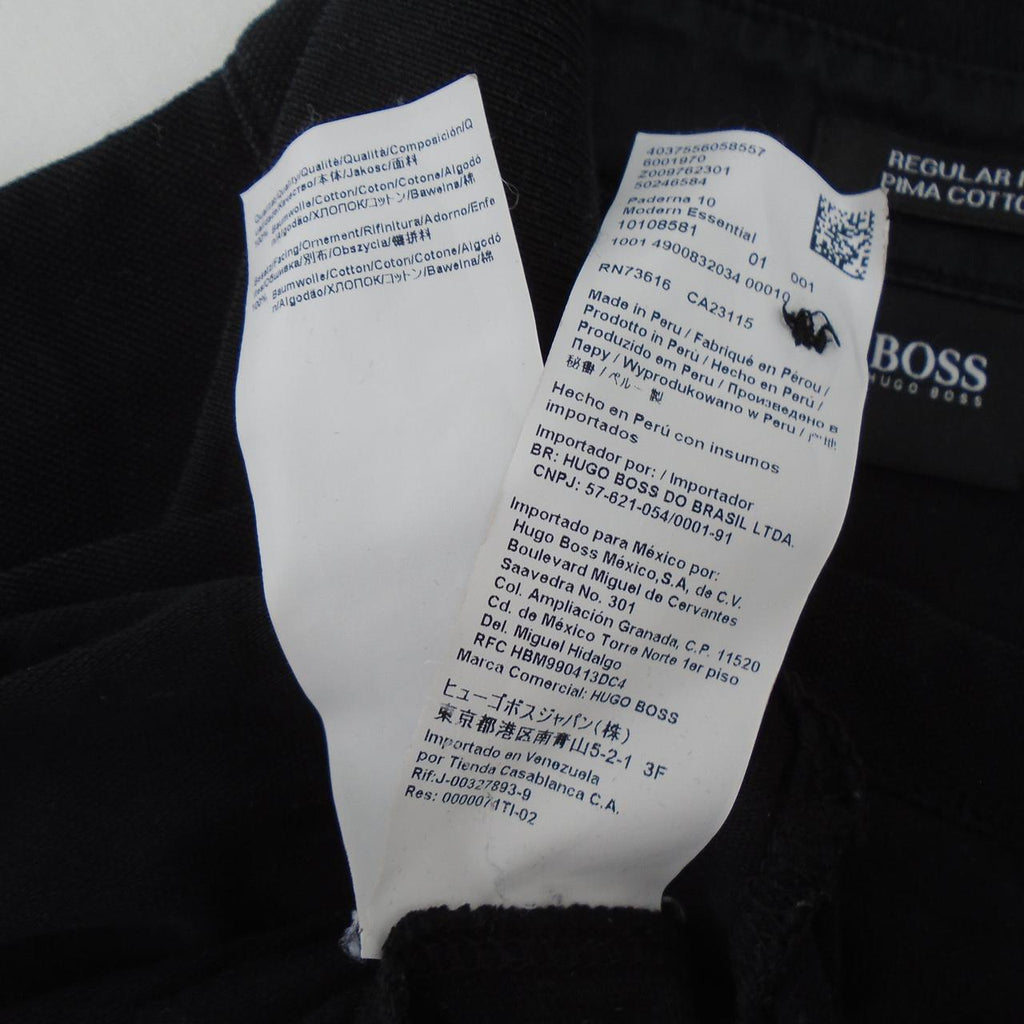 Qualität/Quality/Qualité/Qualità/Composición/Q
Качество/本体/Jakosc/面料
100% Baumwolle/Cotton/Coton/Cotone/Algodó
n/Algodão/ХЛОПОК/コットン/Bawelna/棉
Besatz/Facing/Ornement/Rifinitura/Adorno/Enfe
ites/Обшивка/別布/Obszycia/镶拼料
100% Baumwolle/Cotton/Coton/Cotone/Algodó
n/Algodão/ХЛОПОК/コットン/Bawelna/棉
4037556058557
6001970
Z009762301
50246584
Paderna 10
Modern Essential
10108581 01 001
1001 4900832034 00010
RN73616 CA23115
Made in Peru / Fabriqué en Pérou /
Prodotto in Perù / Hecho en Perú /
Produzido em Peru / Произведено в
Перу / Wyprodukowano w Peru /
秘魯 / ペルー 製
Hecho en Perú con insumos
importados
Importador por: / Importador
BR: HUGO BOSS DO BRASIL LTDA.
CNPJ: 57-621-054/0001-91
Importado para México por:
Hugo Boss México,S.A, de C.V.
Boulevard Miguel de Cervantes
Saavedra No. 301
Col. Ampliación Granada, C.P. 11520
Cd. de México Torre Norte 1er piso
Del. Miguel Hidalgo
RFC HBM990413DC4
Marca Comercial: HUGO BOSS
ヒューゴボスジャパン(株)
東京都港区南青山5-2-1 3F
Importado en Venezuela
por Tienda Casablanca C.A.
Rif:J-00327893-9
Res: 0000071TI-02
REGULAR
PIMA COTTO
BOSS
HUGO BOSS